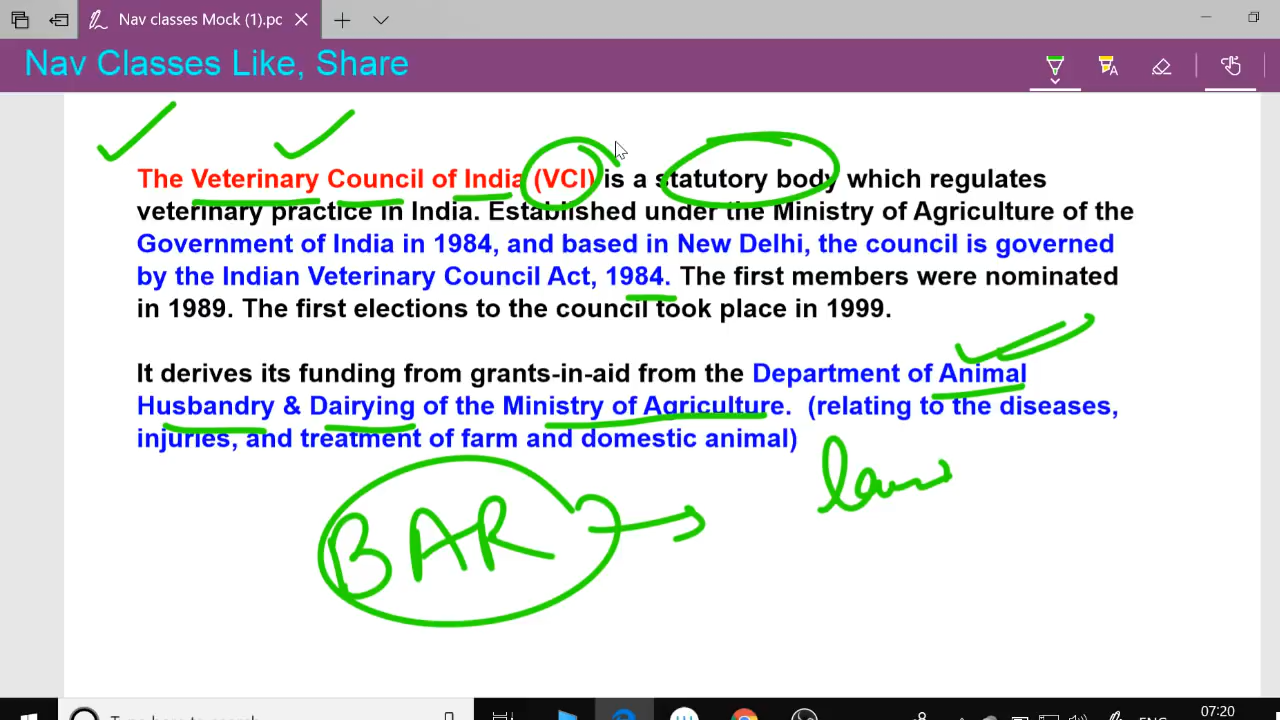 Nav classes Mock (1).pc
Nav Classes Like, Share
The Veterinary Council of India (VCI) is a statutory body which regulates
veterinary practice in India. Established under the Ministry of Agriculture of the
Government of India in 1984, and based in New Delhi, the council is governed
by the Indian Veterinary Council Act, 1984. The first members were nominated
in 1989. The first elections to the council took place in 1999.
It derives its funding from grants-in-aid from the Department of Animal
Husbandry & Dairying of the Ministry of Agriculture. (relating to the diseases,
injuries, and treatment of farm and domestic animal)
BAR
07:20